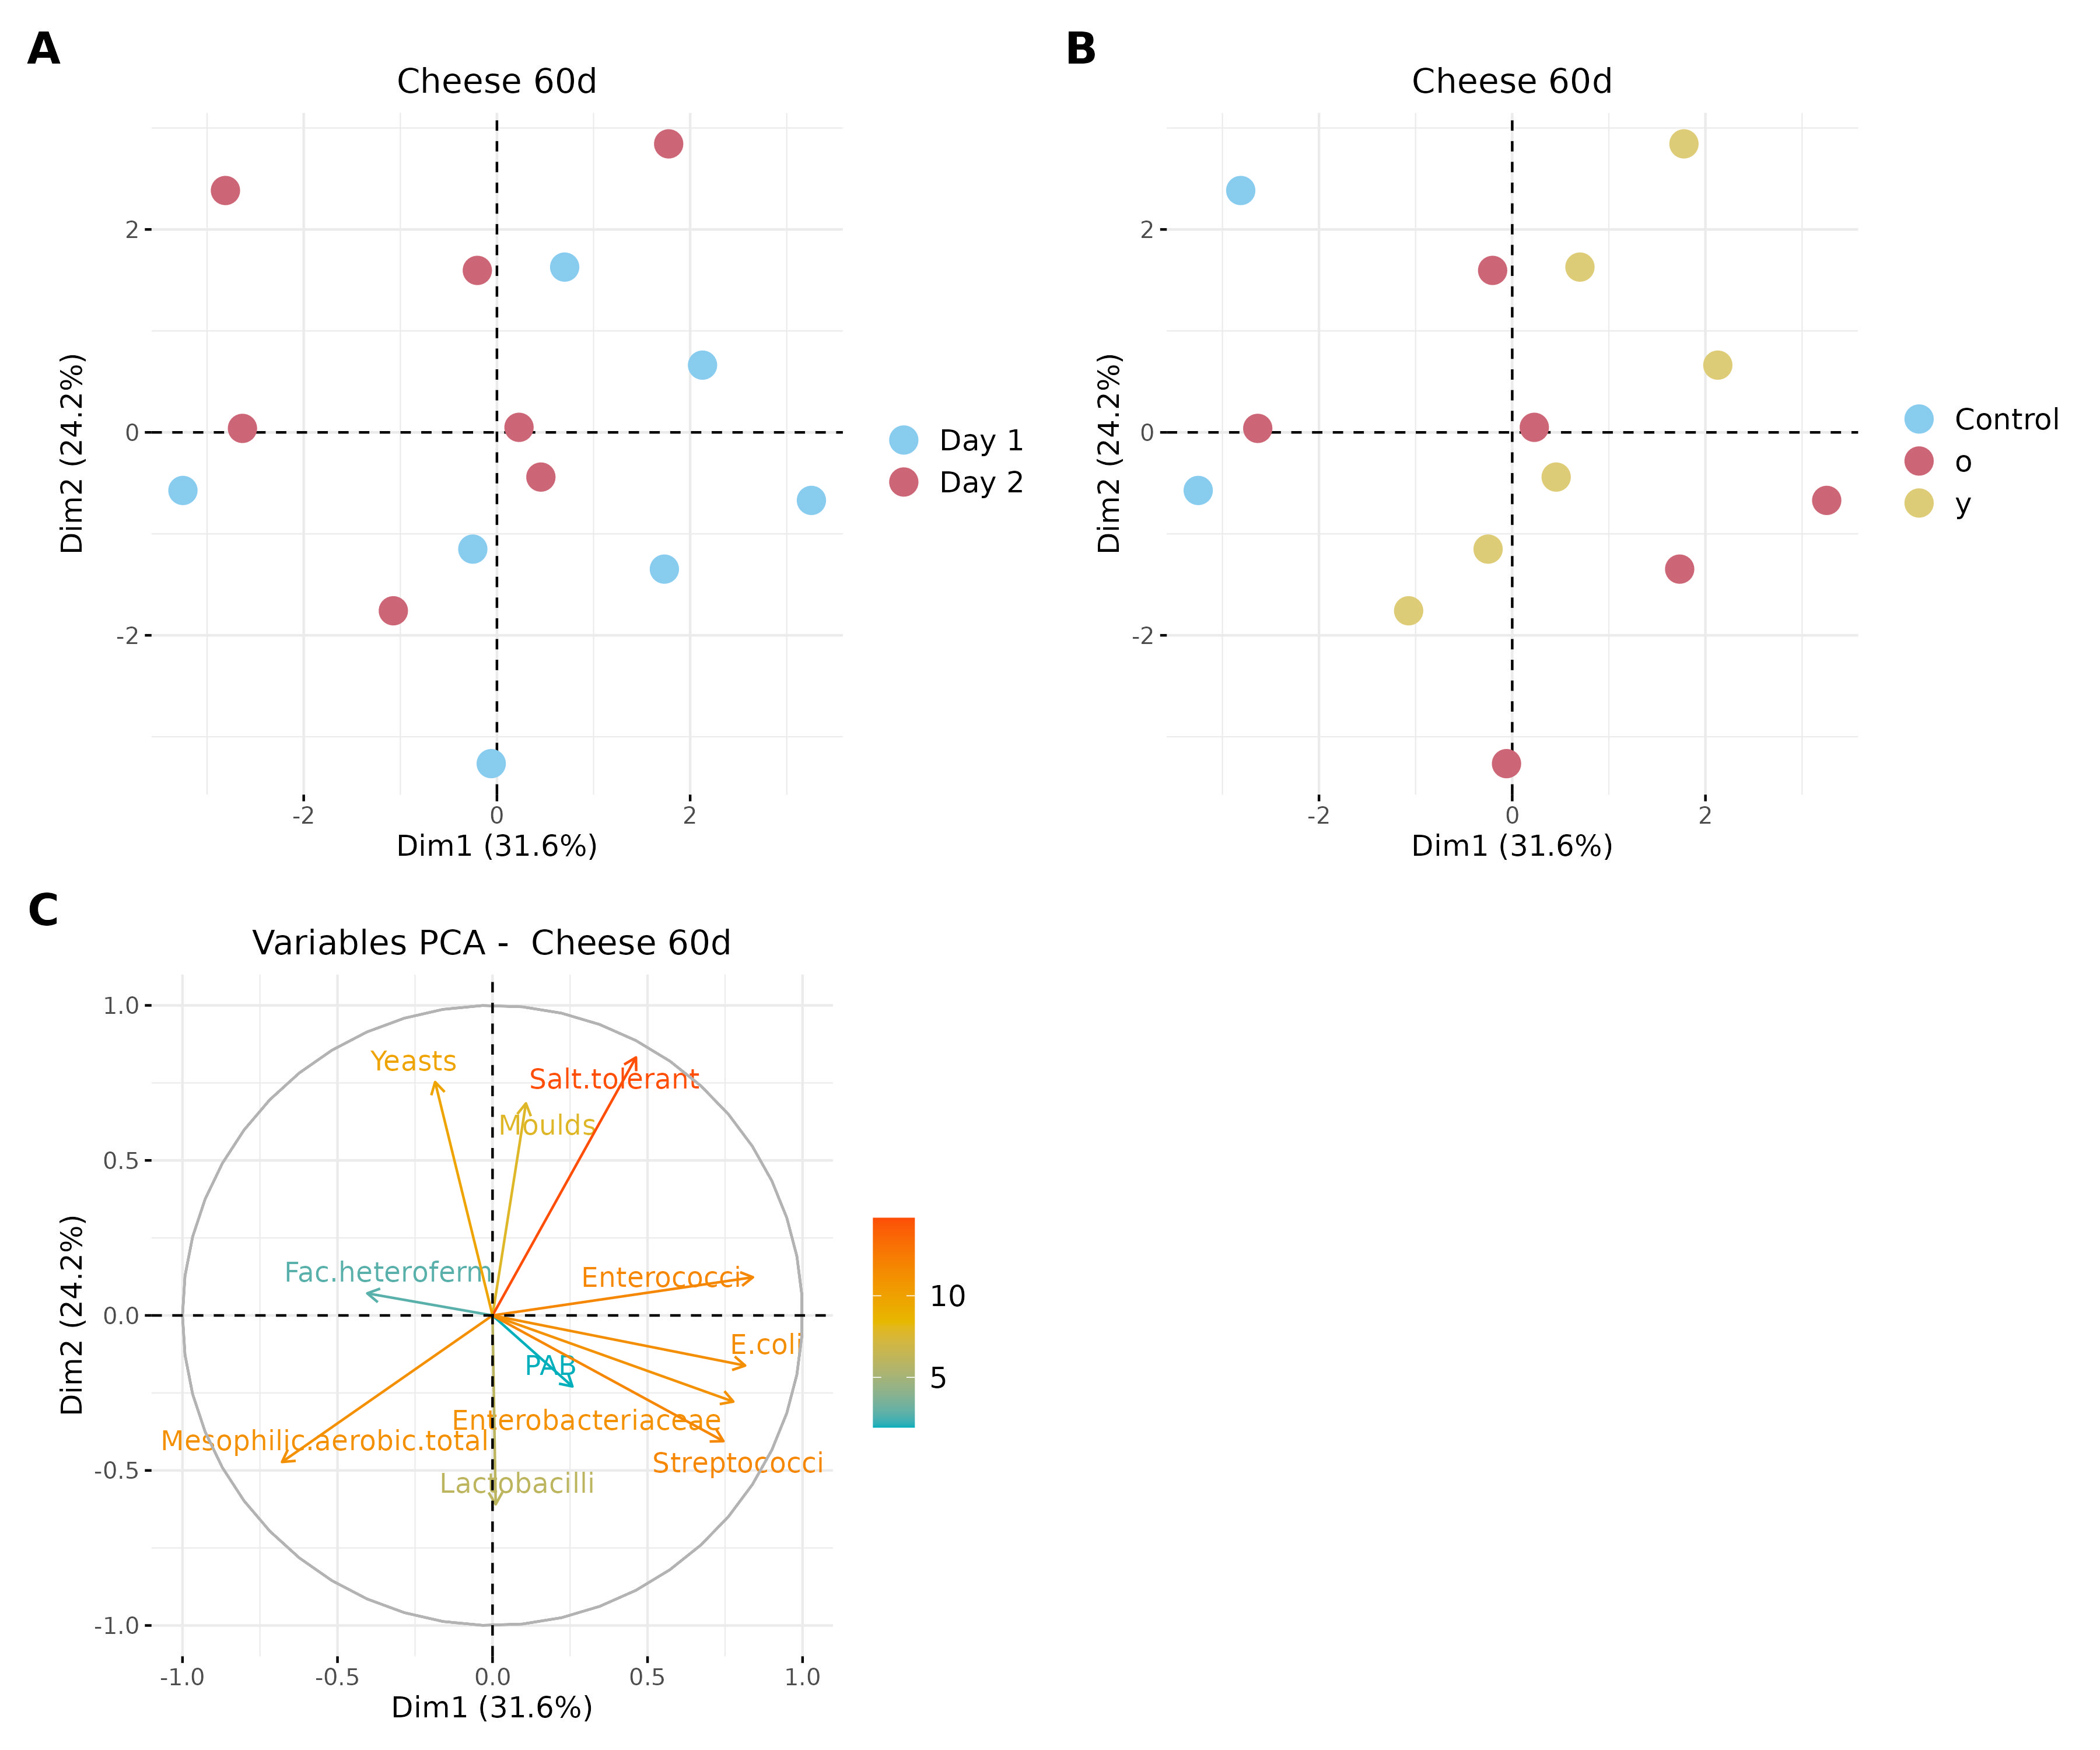 A
Cheese 60d
2
0
-2
-2
0
2
Dim1 (31.6%)
Dim2 (24.2%)
Day 1
Day 2
B
Cheese 60d
2
0
-2
-2
0
2
Dim1 (31.6%)
Dim2 (24.2%)
Control
o
y
C
Variables PCA - Cheese 60d
1.0
0.5
0.0
-0.5
-1.0
-1.0
-0.5
0.0
0.5
1.0
Dim1 (31.6%)
Dim2 (24.2%)
Yeasts
Salt.tolerant
Moulds
Fac.heteroferm
Enterococci
E.coli
PAB
Enterobacteriaceae
Mesophilic.aerobic.total
Streptococci
Lactobacilli
10
5